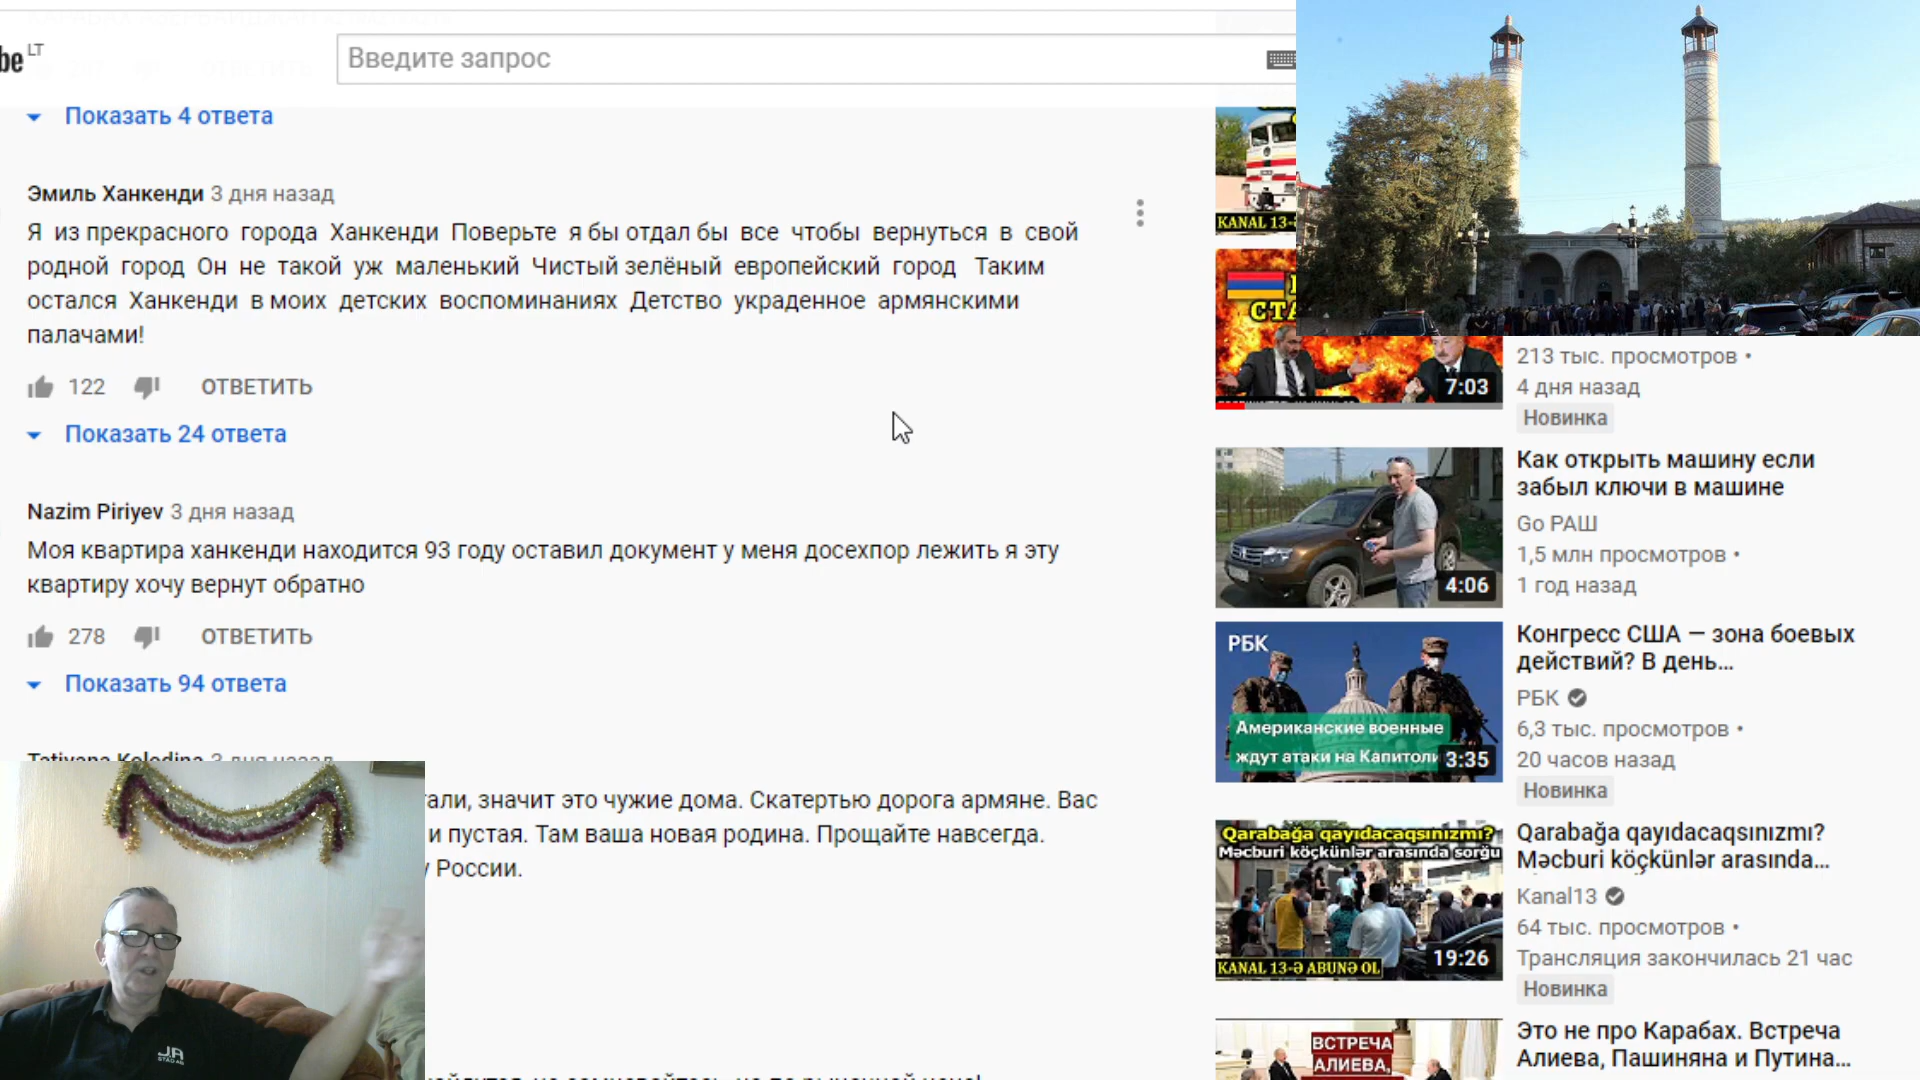 be LT
Введите запрос
Показать 4 ответа
Эмиль Ханкенди 3 дня назад
Я из прекрасного города Ханкенди Поверьте я бы отдал бы все чтобы вернуться в свой
родной город Он не такой уж маленький Чистый зелёный европейский город Таким
остался Ханкенди в моих детских воспоминаниях Детство украденное армянскими
палачами!
122 ОТВЕТИТЬ
Показать 24 ответа
Nazim Piriyev 3 дня назад
Моя квартира ханкенди находится 93 году оставил документ у меня досехпор лежить я эту
квартиру хочу вернут обратно
278 ОТВЕТИТЬ
Показать 94 ответа
Tatiyana Kolodina 3 дня назад
тали, значит это чужие дома. Скатертью дорога армяне. Вас
и пустая. Там ваша новая родина. Прощайте навсегда.
у России.
JA
KANAL 13-Ə
СТА
7:03
213 тыс. просмотров •
4 дня назад
Новинка
4:06
Как открыть машину если
забыл ключи в машине
Go РАШ
1,5 млн просмотров •
1 год назад
РБК
Американские военные
ждут атаки на Капитоли
3:35
Конгресс США — зона боевых
действий? В день...
РБК
6,3 тыс. просмотров •
20 часов назад
Новинка
Qarabağa qayıdacaqsınızmı?
Məcburi köçkünlər arasında sorğu
KANAL 13-Ə ABUNƏ OL
19:26
Qarabağa qayıdacaqsınızmı?
Məcburi köçkünlər arasında...
Kanal13
64 тыс. просмотров •
Трансляция закончилась 21 час
Новинка
ВСТРЕЧА
АЛИЕВА,
Это не про Карабах. Встреча
Алиева, Пашиняна и Путина...